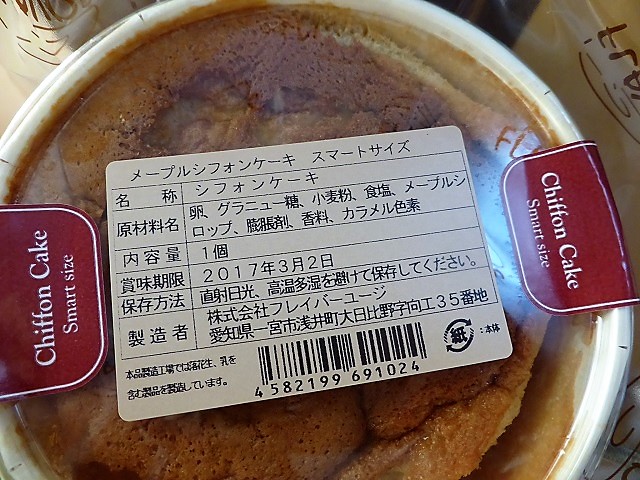 メープルシフォンケーキ スマートサイズ
名 称 シフォンケーキ
原材料名 卵、グラニュー糖、小麦粉、食塩、メープルシ
ロップ、膨脹剤、香料、カラメル色素
内容量 1個
賞味期限 2017年3月2日
保存方法 直射日光、高温多湿を避けて保存してください。
製造者 株式会社フレイバーユージ
愛知県一宮市浅井町大日比野字向工35番地
本品製造工場では落花生、乳を
含む製品を製造しています。
4 582199 691024
紙
:本体
Chiffon Cake
Smart size
Chiffon Cake
Smart size